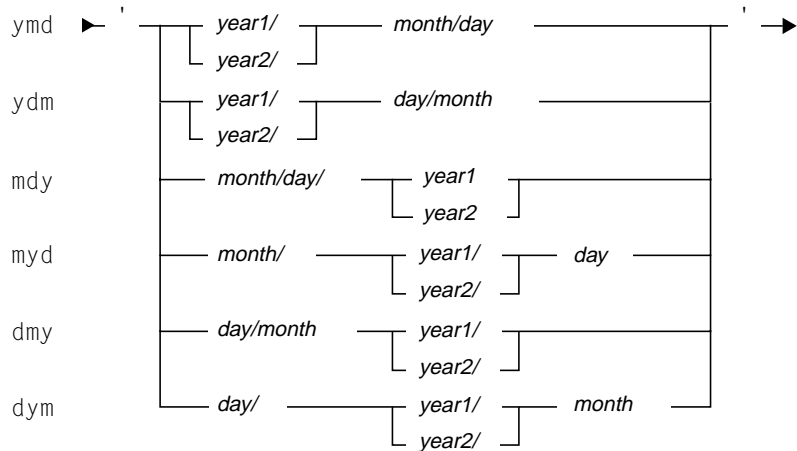 ymd ' year1/ month/day '
year2/
ydm year1/ day/month
year2/
mdy month/day/ year1
year2
myd month/ year1/ day
year2/
dmy day/month year1/
year2/
dym day/ year1/ month
year2/